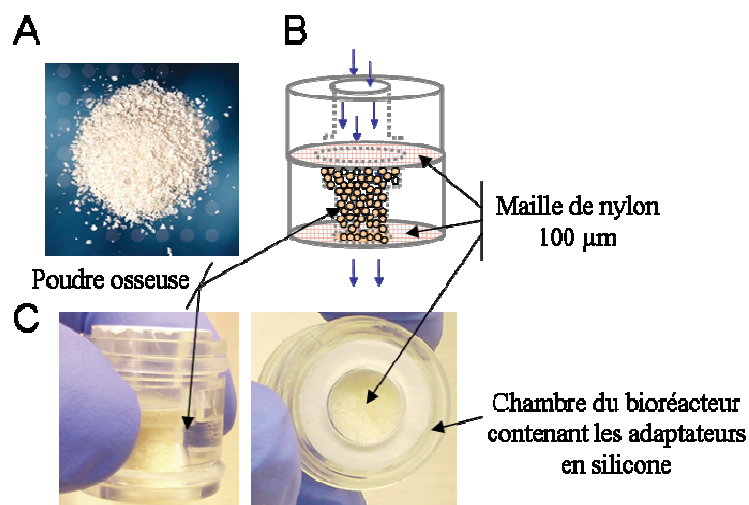 A
B
Maille de nylon
100 µm
Poudre osseuse
C
Chambre du bioréacteur
contenant les adaptateurs
en silicone